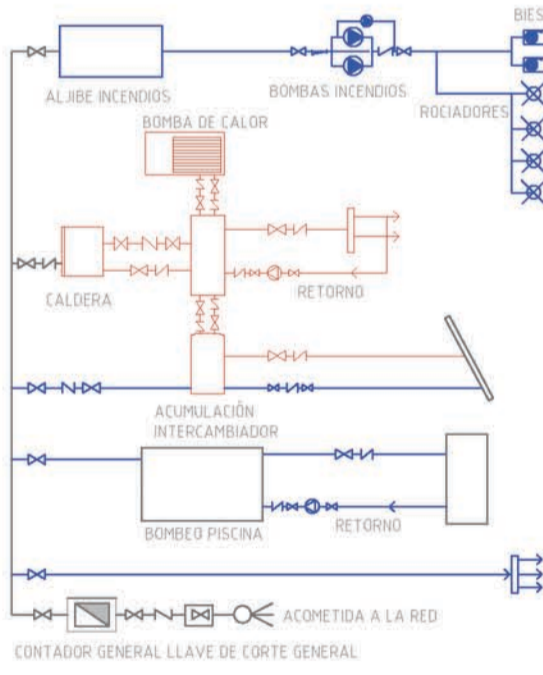 BIES
ALJIBE INCENDIOS
BOMBAS INCENDIOS
ROCIADORES
BOMBA DE CALOR
CALDERA
RETORNO
ACUMULACIÓN
INTERCAMBIADOR
BOMBEO PISCINA
RETORNO
ACOMETIDA A LA RED
CONTADOR GENERAL LLAVE DE CORTE GENERAL